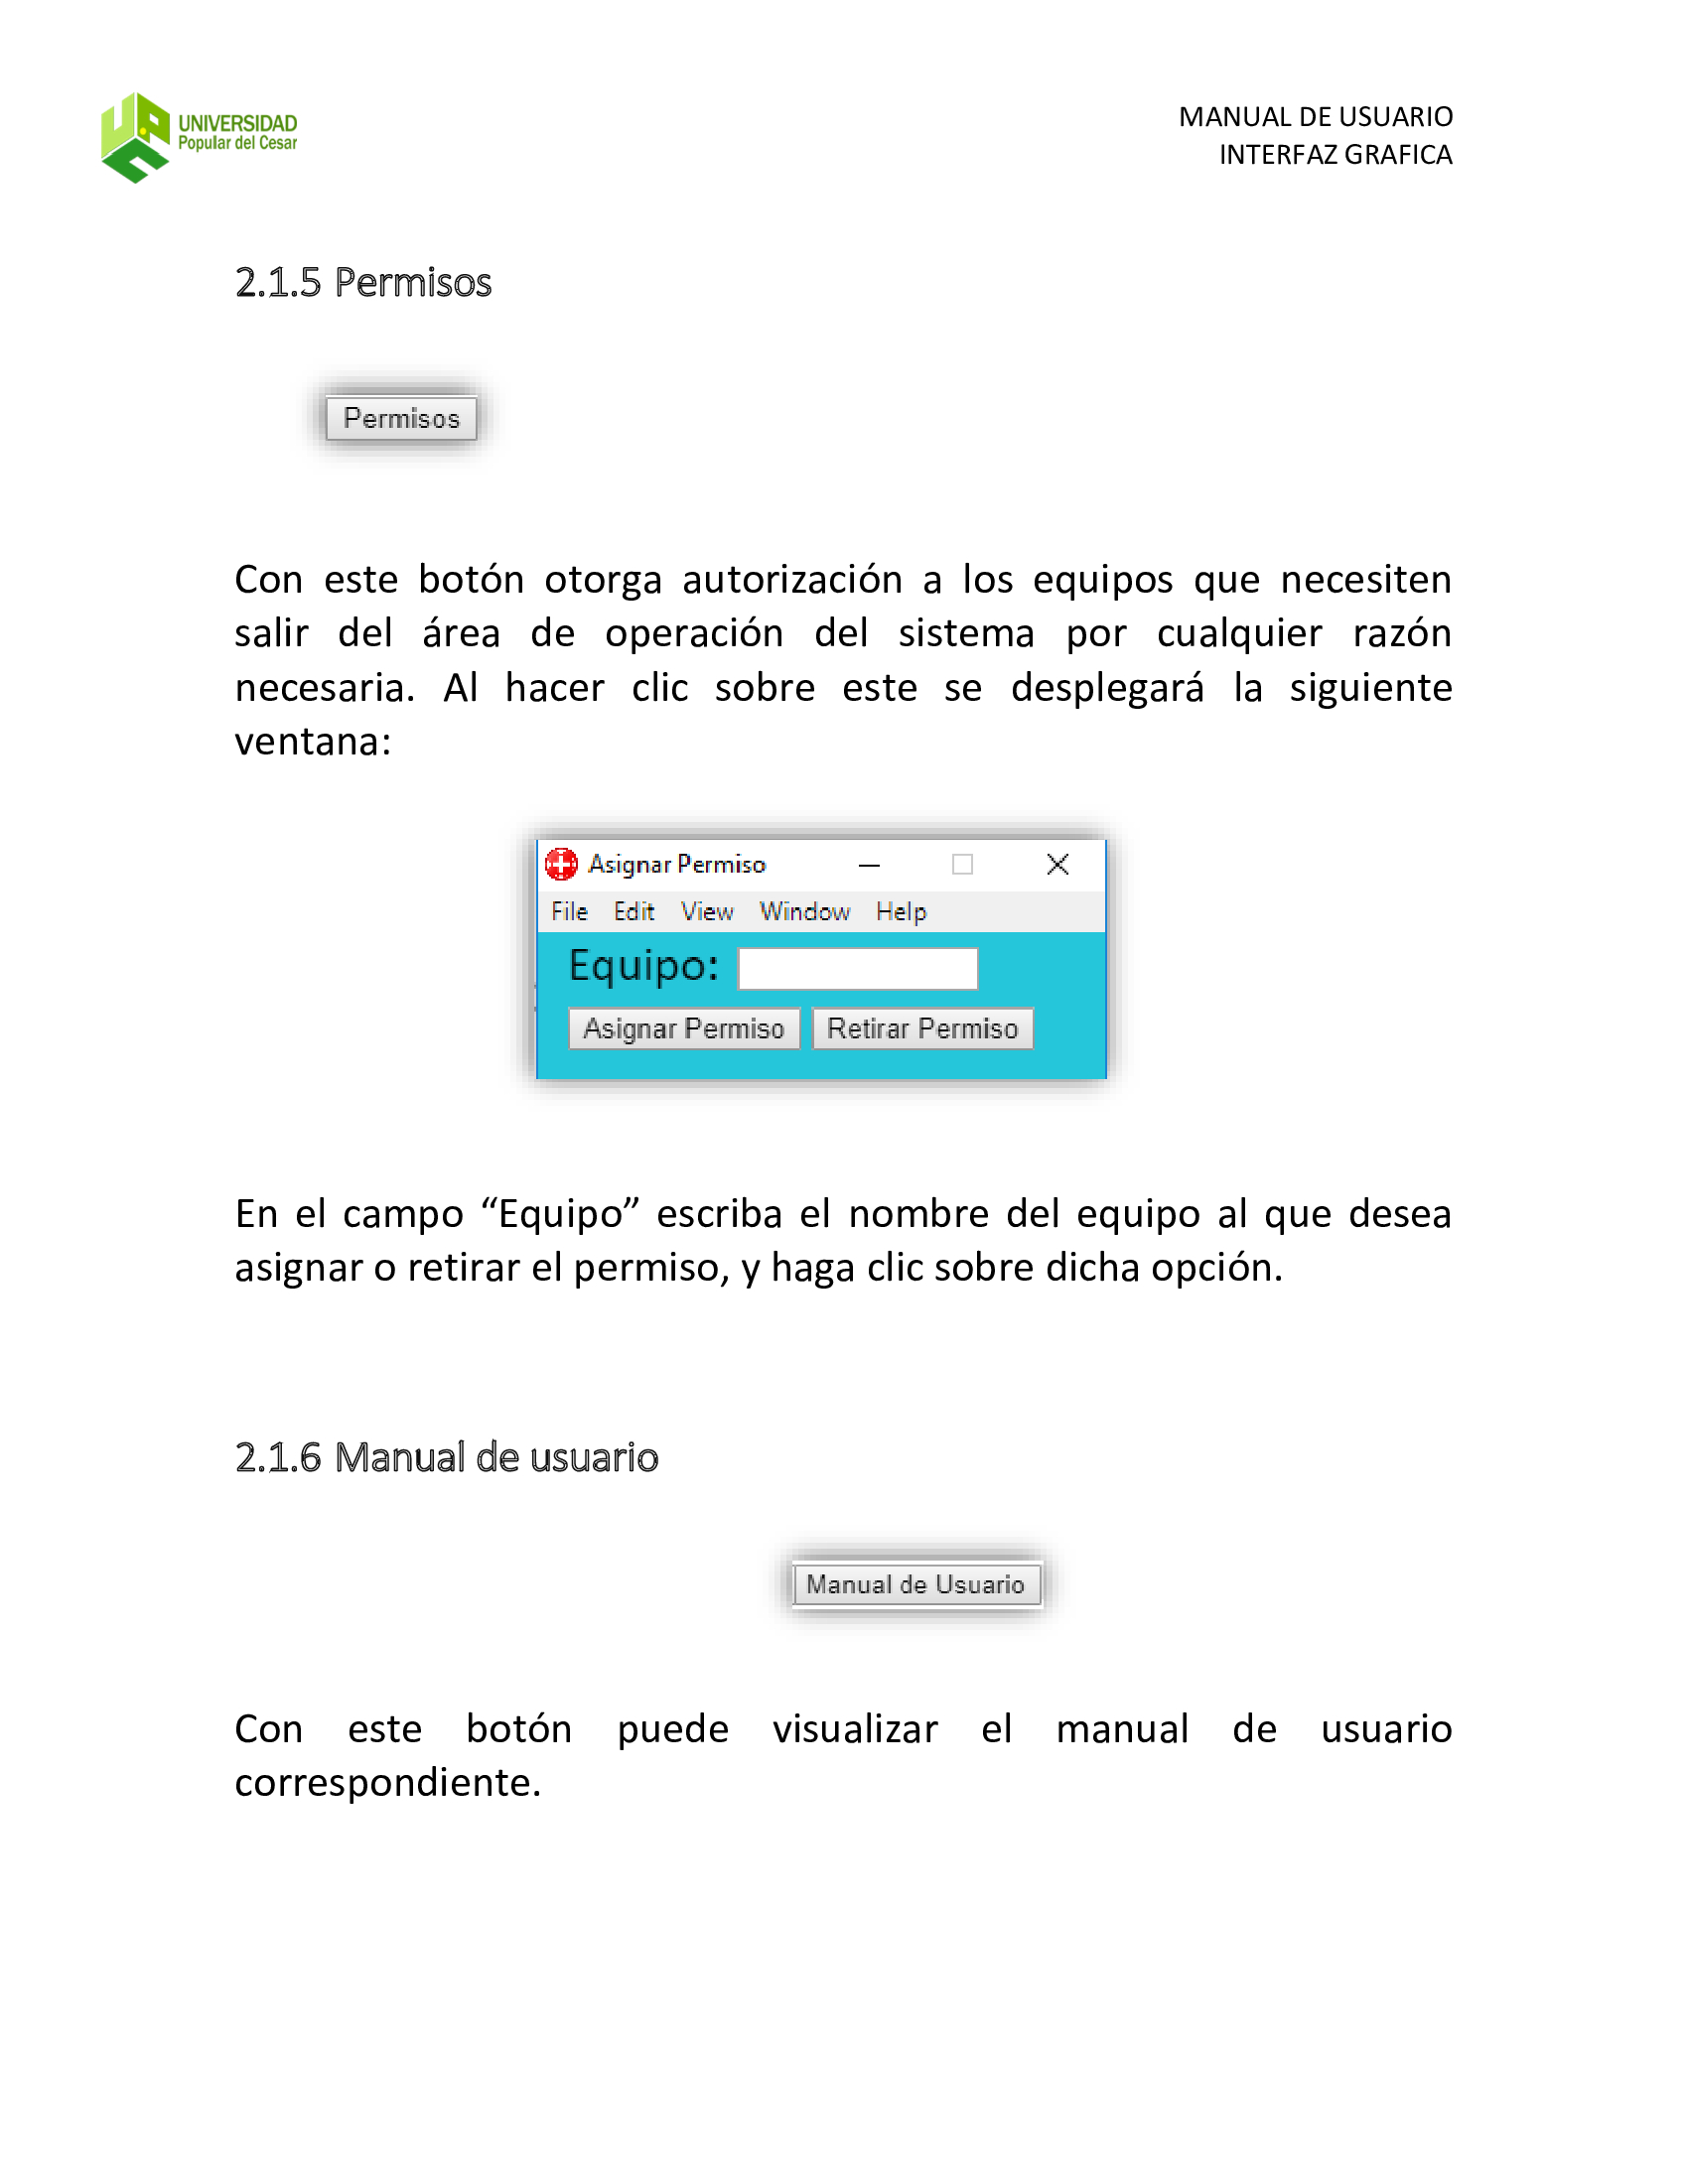 UNIVERSIDAD
Popular del Cesar
MANUAL DE USUARIO
INTERFAZ GRAFICA
2.1.5 Permisos
Permisos
Con este botón otorga autorización a los equipos que necesiten
salir del área de operación del sistema por cualquier razón
necesaria. Al hacer clic sobre este se desplegará la siguiente
ventana:
Asignar Permiso
File Edit View Window Help
Equipo:
Asignar Permiso Retirar Permiso
En el campo “Equipo” escriba el nombre del equipo al que desea
asignar o retirar el permiso, y haga clic sobre dicha opción.
2.1.6 Manual de usuario
Manual de Usuario
Con este botón puede visualizar el manual de usuario
correspondiente.